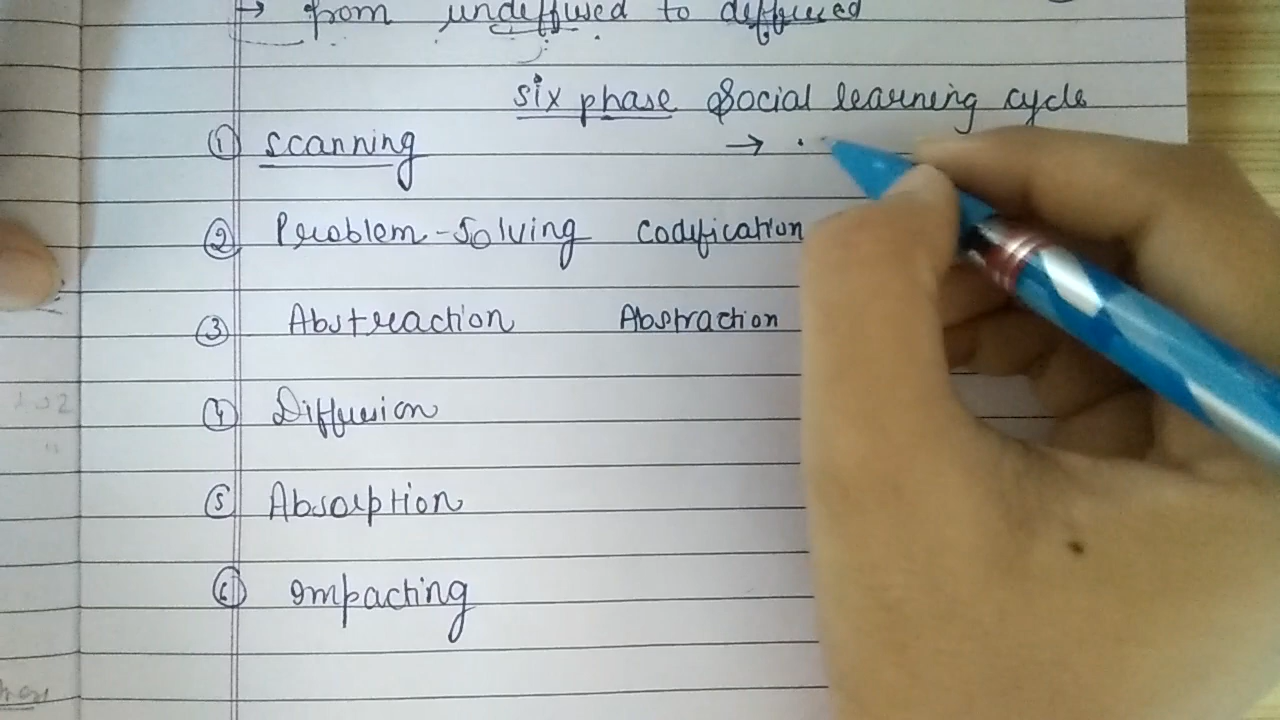 → from undiffused to diffused
six phase Social learning cycle
① scanning → .
② Problem-Solving codification
③ Abstraction Abstraction
④ Diffusion
⑤ Absorption
⑥ Impacting